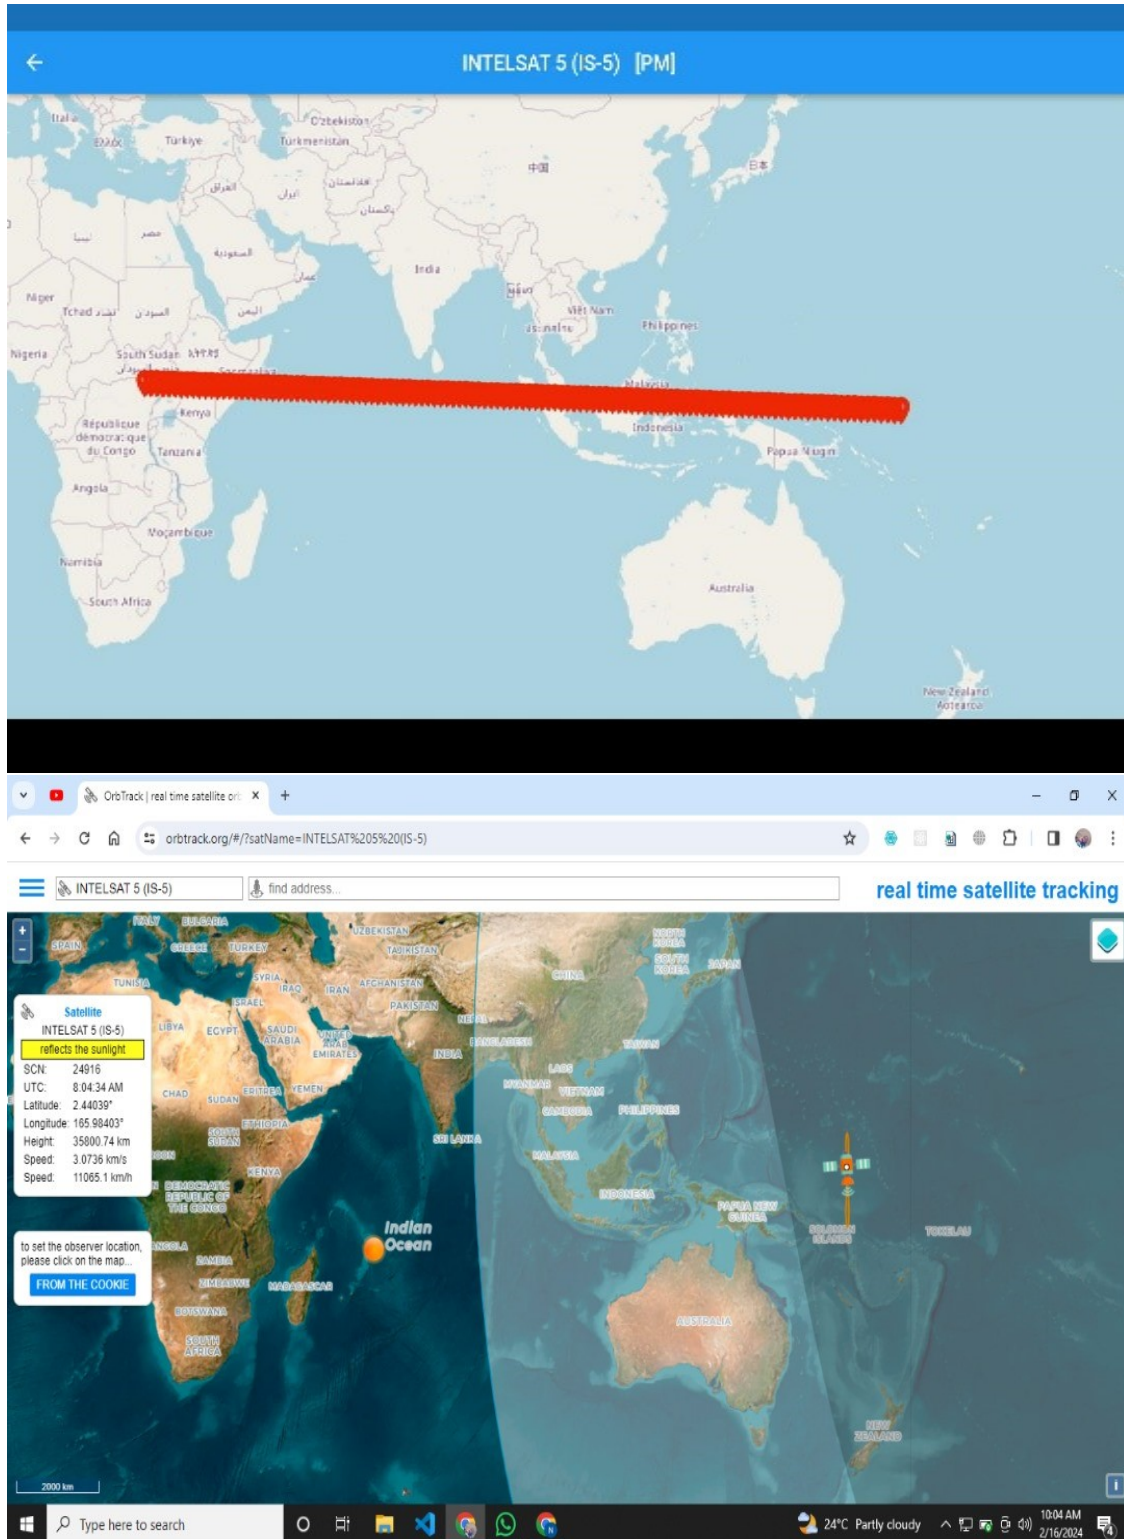 INTELSAT 5 (IS-5) [PM]
Italia
Ελλάς
Türkiye
O'zbekiston
Türkmenistan
العراق
ایران
افغانستان
پاکستان
中国
日本
ليبيا
مصر
السعودية
عمان
India
Niger
Tchad تشاد
السودان
اليمن
Việt Nam
Philippines
Nigeria
South Sudan
Malaysia
Kenya
République
démocratique
du Congo
Tanzania
Indonesia
Papua Niugini
Angola
Moçambique
Namibia
South Africa
Australia
New Zealand
Aotearoa
OrbTrack | real time satellite orb
orbtrack.org/#/?satName=INTELSAT%205%20(IS-5)
INTELSAT 5 (IS-5)
find address...
real time satellite tracking
+
-
SPAIN
ITALY
BULGARIA
GREECE
TURKEY
UZBEKISTAN
TAJIKISTAN
NORTH
KOREA
SOUTH
KOREA
JAPAN
CHINA
TUNISIA
SYRIA
IRAQ
IRAN
AFGHANISTAN
ISRAEL
PAKISTAN
NEPAL
LIBYA
EGYPT
SAUDI
ARABIA
UNITED
ARAB
EMIRATES
INDIA
BANGLADESH
TAIWAN
LAOS
MYANMAR
VIETNAM
CHAD
SUDAN
ERITREA
YEMEN
CAMBODIA
PHILIPPINES
SOUTH
SUDAN
ETHIOPIA
SRI LANKA
MALAYSIA
KENYA
DEMOCRATIC
REPUBLIC OF
THE CONGO
INDONESIA
PAPUA NEW
GUINEA
SOLOMON
ISLANDS
TOKELAU
Indian
Ocean
ANGOLA
ZAMBIA
ZIMBABWE
MADAGASCAR
BOTSWANA
AUSTRALIA
SOUTH
AFRICA
NEW
ZEALAND
Satellite
INTELSAT 5 (IS-5)
reflects the sunlight
SCN: 24916
UTC: 8:04:34 AM
Latitude: 2.44039°
Longitude: 165.98403°
Height: 35800.74 km
Speed: 3.0736 km/s
Speed: 11065.1 km/h
to set the observer location,
please click on the map...
FROM THE COOKIE
2000 km
i
Type here to search
24°C Partly cloudy
10:04 AM
2/16/2024
4